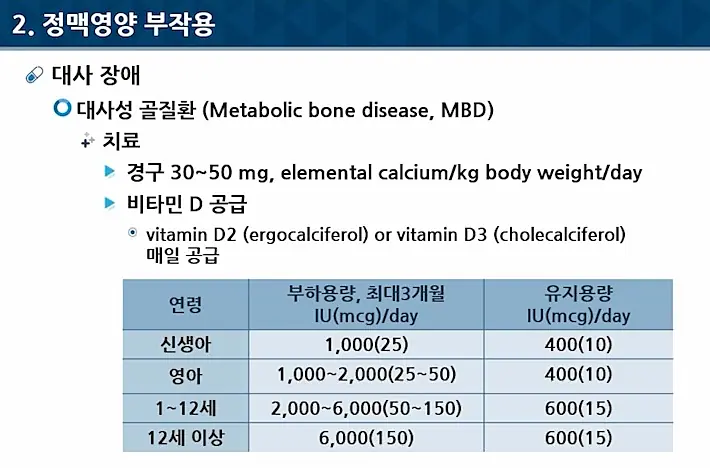 2. 정맥영양 부작용
대사 장애
대사성 골질환 (Metabolic bone disease, MBD)
치료
경구 30~50 mg, elemental calcium/kg body weight/day
비타민 D 공급
vitamin D2 (ergocalciferol) or vitamin D3 (cholecalciferol)
매일 공급
연령 부하용량, 최대3개월 IU(mcg)/day 유지용량 IU(mcg)/day
신생아 1,000(25) 400(10)
영아 1,000~2,000(25~50) 400(10)
1~12세 2,000~6,000(50~150) 600(15)
12세 이상 6,000(150) 600(15)